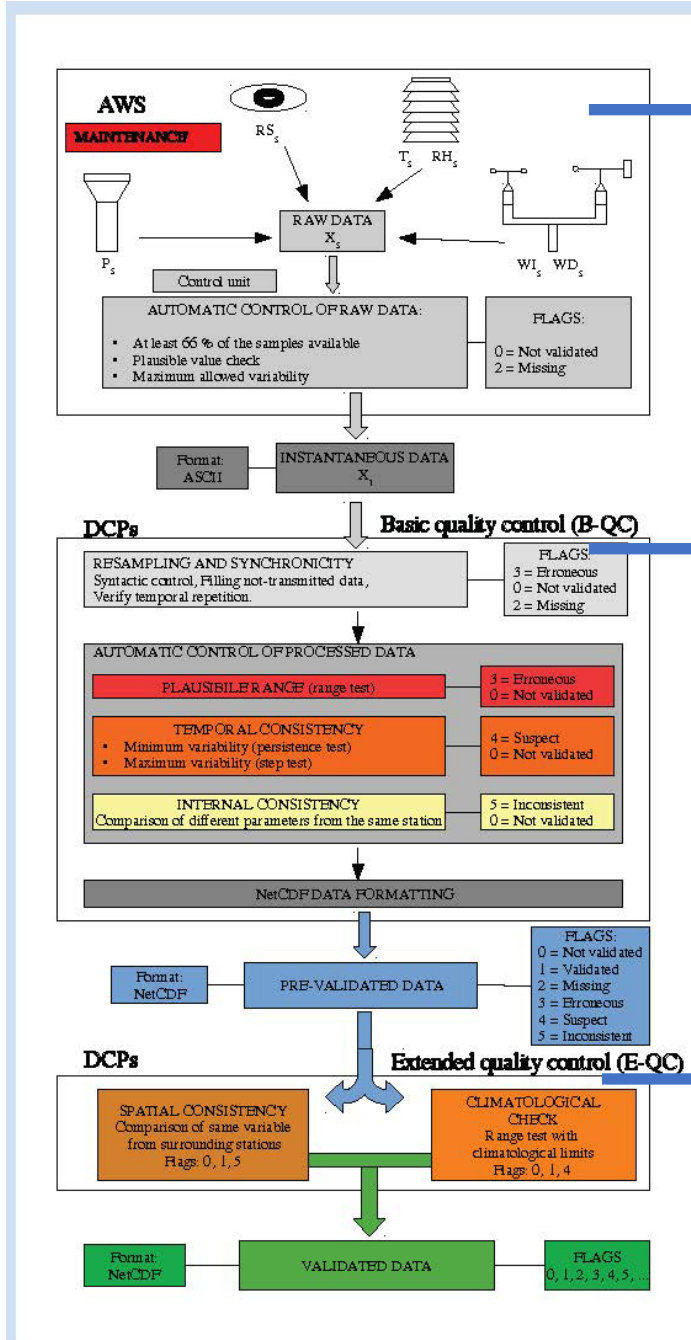 AWS
MAINTENANCE
RSs
Ts RHs
Ps
RAW DATA
Xs
WIs WDs
Control unit
AUTOMATIC CONTROL OF RAW DATA:
• At least 66 % of the samples available
• Plausible value check
• Maximum allowed variability
FLAGS:
0 = Not validated
2 = Missing
Format:
ASCII
INSTANTANEOUS DATA
Xi
DCPs
Basic quality control (B-QC)
RESAMPLING AND SYNCHRONICITY
Syntactic control, Filling not-transmitted data,
Verify temporal repetition.
FLAGS:
3 = Erroneous
0 = Not validated
2 = Missing
AUTOMATIC CONTROL OF PROCESSED DATA
PLAUSIBILE RANGE (range test)
3 = Erroneous
0 = Not validated
TEMPORAL CONSISTENCY
• Minimum variability (persistence test)
• Maximum variability (step test)
4 = Suspect
0 = Not validated
INTERNAL CONSISTENCY
Comparison of different parameters from the same station
5 = Inconsistent
0 = Not validated
NetCDF DATA FORMATTING
Format:
NetCDF
PRE-VALIDATED DATA
FLAGS:
0 = Not validated
1 = Validated
2 = Missing
3 = Erroneous
4 = Suspect
5 = Inconsistent
DCPs
Extended quality control (E-QC)
SPATIAL CONSISTENCY
Comparison of same variable
from surrounding stations
Flags: 0, 1, 5
CLIMATOLOGICAL
CHECK
Range test with
climatological limits
Flags: 0, 1, 4
Format:
NetCDF
VALIDATED DATA
FLAGS
0, 1, 2, 3, 4, 5, ...